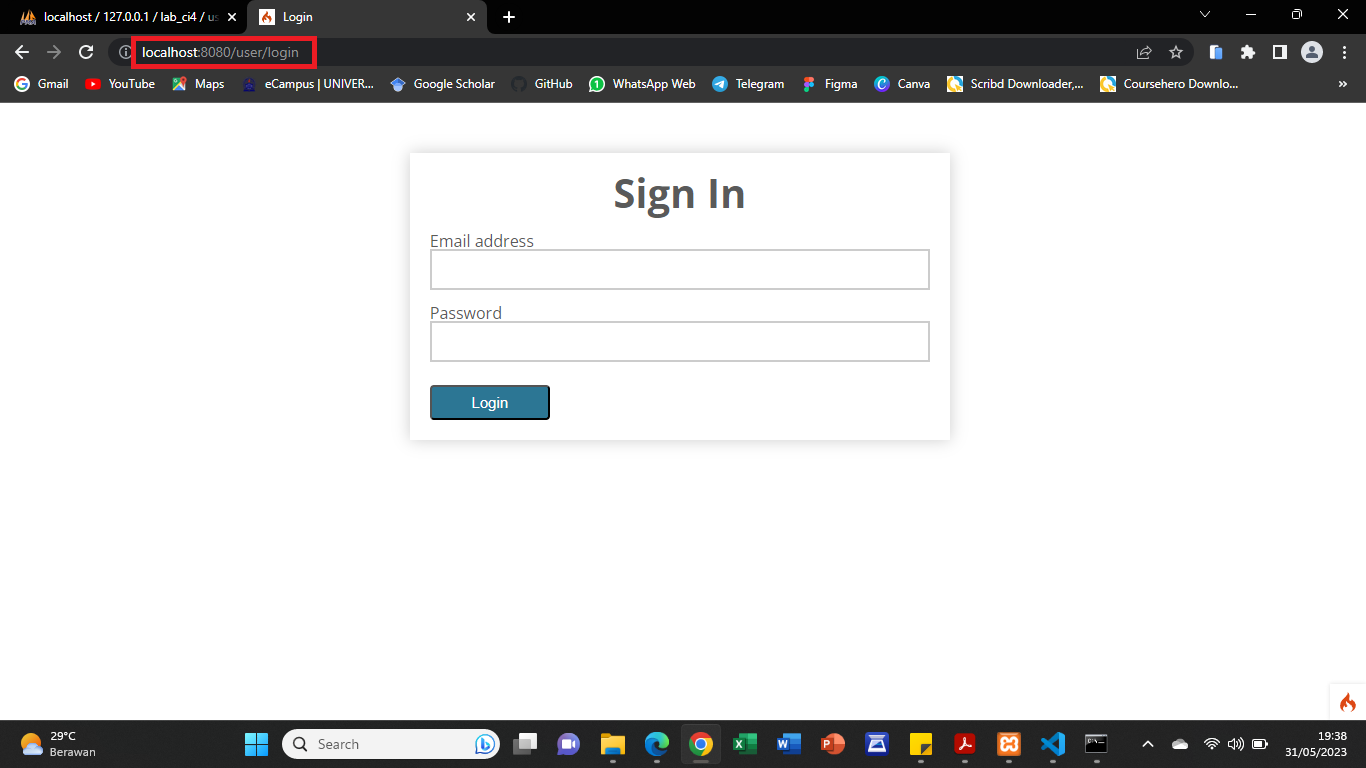 localhost / 127.0.0.1 / lab_ci4 / us
Login
localhost:8080/user/login
Gmail
YouTube
Maps
eCampus | UNIVER...
Google Scholar
GitHub
WhatsApp Web
Telegram
Figma
Canva
Scribd Downloader,...
Coursehero Downlo...
»
Sign In
Email address
Password
Login
29°C
Berawan
Search
19:38
31/05/2023